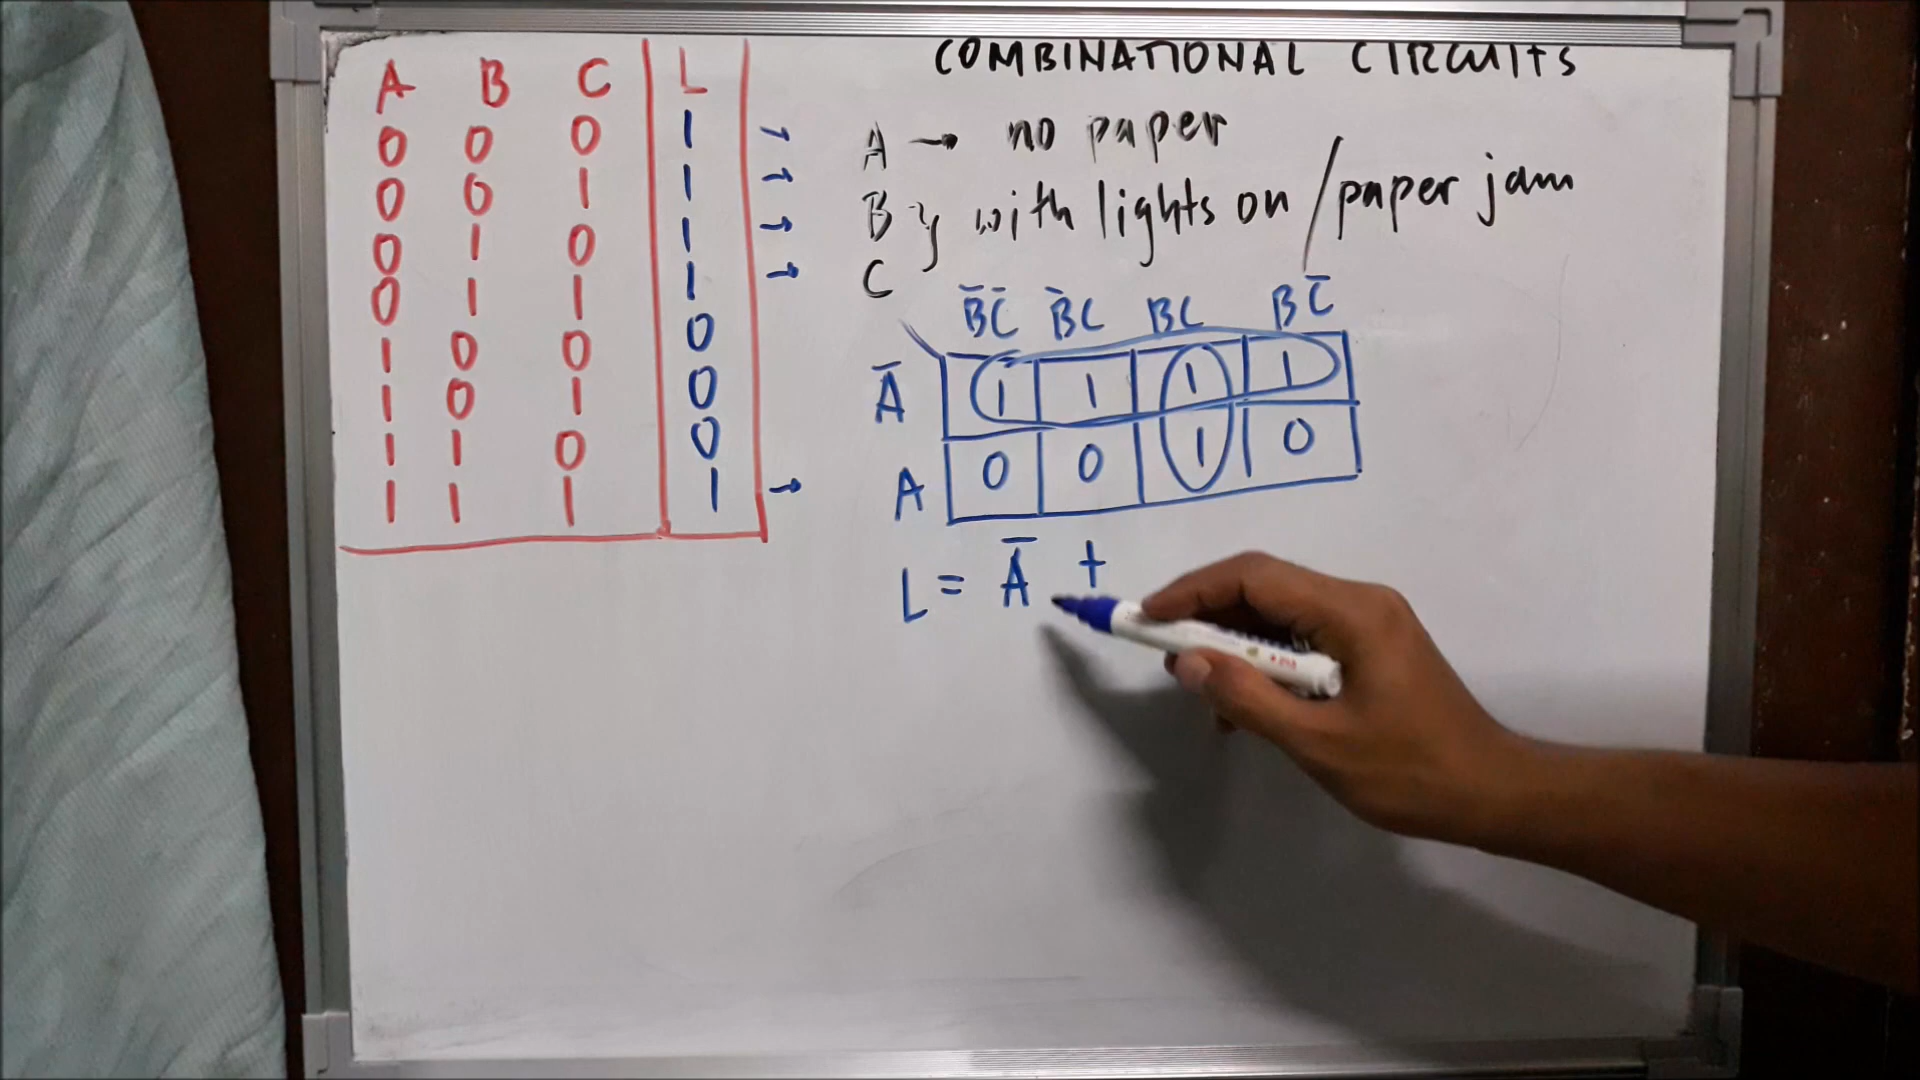 COMBINATIONAL CIRCUITS
A B C L
0 0 0 1 →
0 0 1 1 →
0 1 0 1 →
0 1 1 1 →
1 0 0 0
1 0 1 0
1 1 0 0
1 1 1 1 →
A → no paper
B } with lights on / paper jam
C
B̅C̅ B̅C BC BC̅
A̅ 1 1 1 1
A 0 0 1 0
L = A̅ +